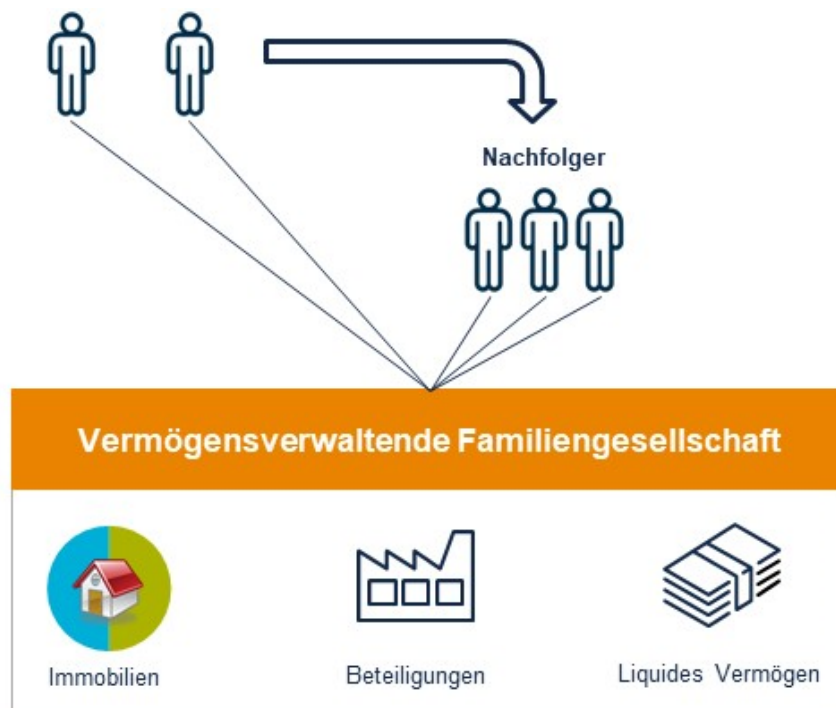 Nachfolger
Vermögensverwaltende Familiengesellschaft
Immobilien
Beteiligungen
Liquides Vermögen